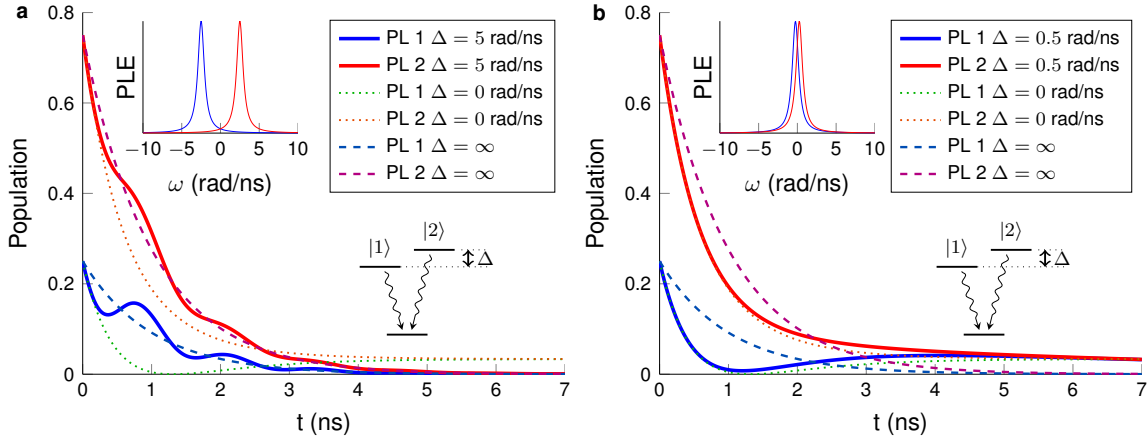 a
0.8
0.6
0.4
0.2
0
Population
0 1 2 3 4 5 6 7
t (ns)
PLE
−10 −5 0 5 10
ω (rad/ns)
PL 1 Δ = 5 rad/ns
PL 2 Δ = 5 rad/ns
PL 1 Δ = 0 rad/ns
PL 2 Δ = 0 rad/ns
PL 1 Δ = ∞
PL 2 Δ = ∞
|1⟩
|2⟩
Δ
b
0.8
0.6
0.4
0.2
0
Population
0 1 2 3 4 5 6 7
t (ns)
PLE
−10 −5 0 5 10
ω (rad/ns)
PL 1 Δ = 0.5 rad/ns
PL 2 Δ = 0.5 rad/ns
PL 1 Δ = 0 rad/ns
PL 2 Δ = 0 rad/ns
PL 1 Δ = ∞
PL 2 Δ = ∞
|1⟩
|2⟩
Δ